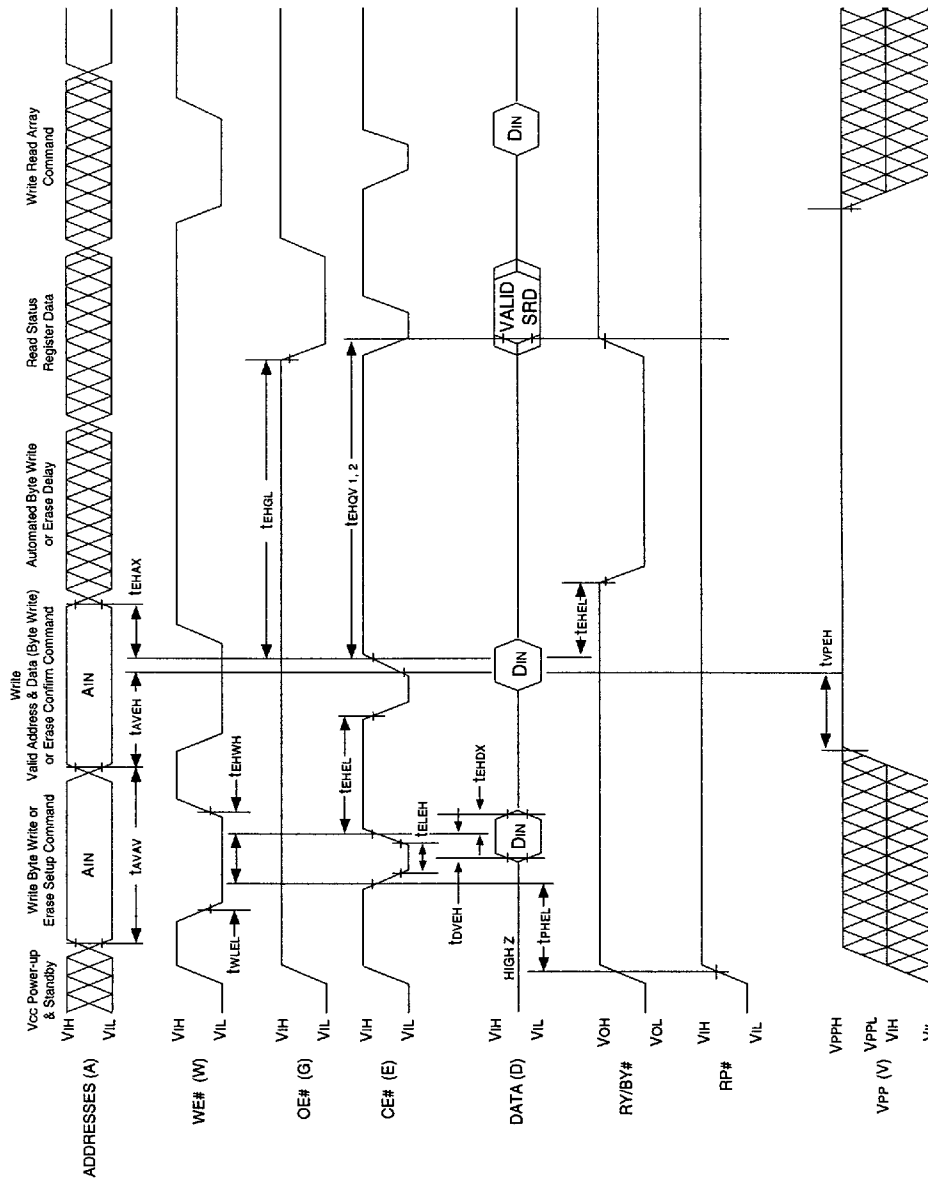 Vcc Power-up
& Standby
Write Byte Write or
Erase Setup Command
Write
Valid Address & Data (Byte Write)
or Erase Confirm Command
Automated Byte Write
or Erase Delay
Read Status
Register Data
Write Read Array
Command
ADDRESSES (A)
VIH
VIL
AIN
AIN
tAVAV
tAVEH
tEHAX
WE# (W)
VIH
VIL
tWLEL
tEHWH
OE# (G)
VIH
VIL
tEHGL
CE# (E)
VIH
VIL
tEHEL
tEHQV 1, 2
tELEH
tDVEH
tEHDX
DATA (D)
VIH
VIL
HIGH Z
DIN
DIN
VALID
SRD
DIN
tPHEL
tEHEL
RY/BY#
VOH
VOL
RP#
VIH
VIL
tVPEH
VPP (V)
VPPH
VPPL
VIH